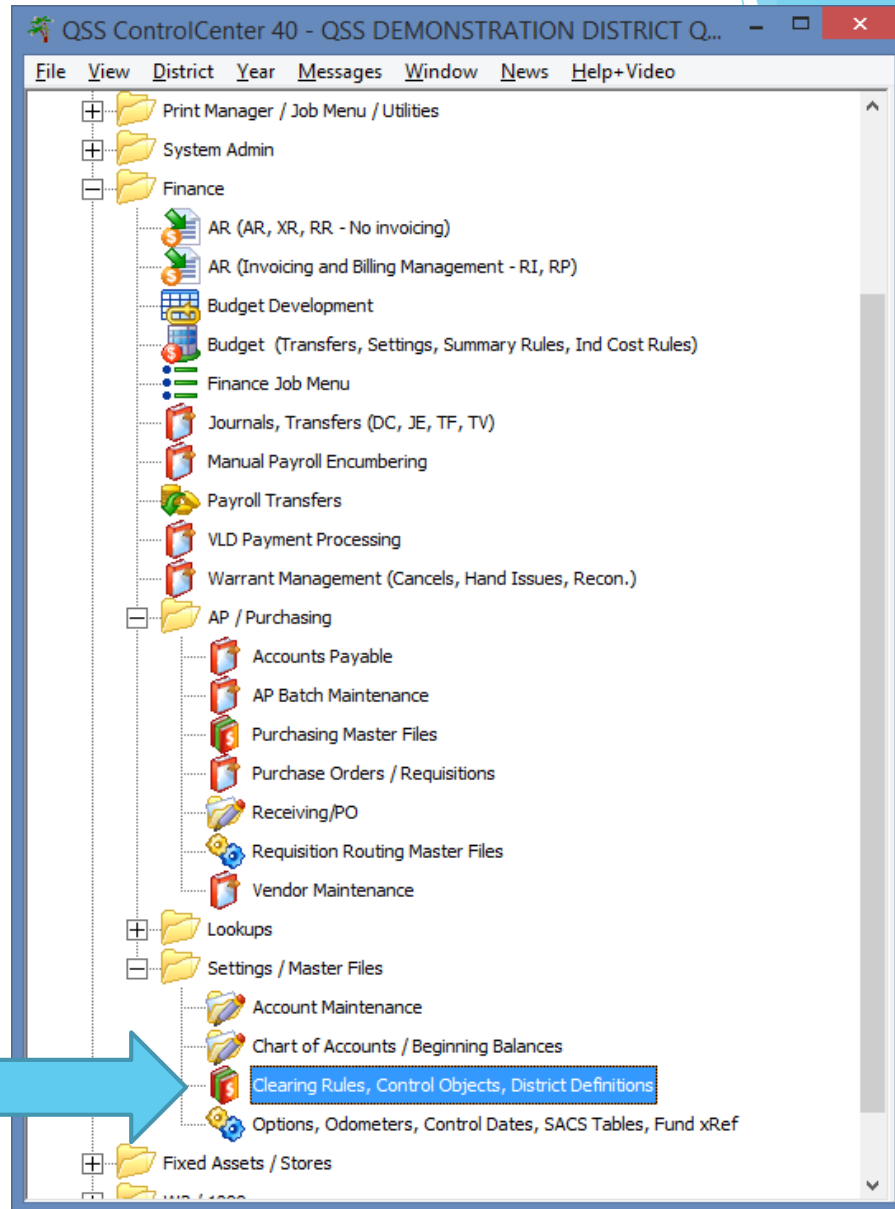 QSS ControlCenter 40 - QSS DEMONSTRATION DISTRICT Q...
File View District Year Messages Window News Help+Video
Print Manager / Job Menu / Utilities
System Admin
Finance
AR (AR, XR, RR - No invoicing)
AR (Invoicing and Billing Management - RI, RP)
Budget Development
Budget (Transfers, Settings, Summary Rules, Ind Cost Rules)
Finance Job Menu
Journals, Transfers (DC, JE, TF, TV)
Manual Payroll Encumbering
Payroll Transfers
VLD Payment Processing
Warrant Management (Cancels, Hand Issues, Recon.)
AP / Purchasing
Accounts Payable
AP Batch Maintenance
Purchasing Master Files
Purchase Orders / Requisitions
Receiving/PO
Requisition Routing Master Files
Vendor Maintenance
Lookups
Settings / Master Files
Account Maintenance
Chart of Accounts / Beginning Balances
Clearing Rules, Control Objects, District Definitions
Options, Odometers, Control Dates, SACS Tables, Fund xRef
Fixed Assets / Stores